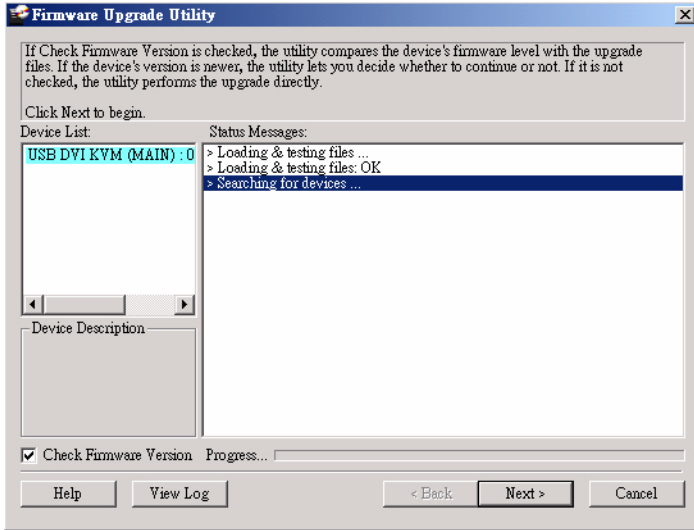 Firmware Upgrade Utility
If Check Firmware Version is checked, the utility compares the device's firmware level with the upgrade
files. If the device's version is newer, the utility lets you decide whether to continue or not. If it is not
checked, the utility performs the upgrade directly.
Click Next to begin.
Device List:
Status Messages:
USB DVI KVM (MAIN) : 0
> Loading & testing files ...
> Loading & testing files: OK
> Searching for devices ...
Device Description
Check Firmware Version
Progress...
Help
View Log
< Back
Next >
Cancel